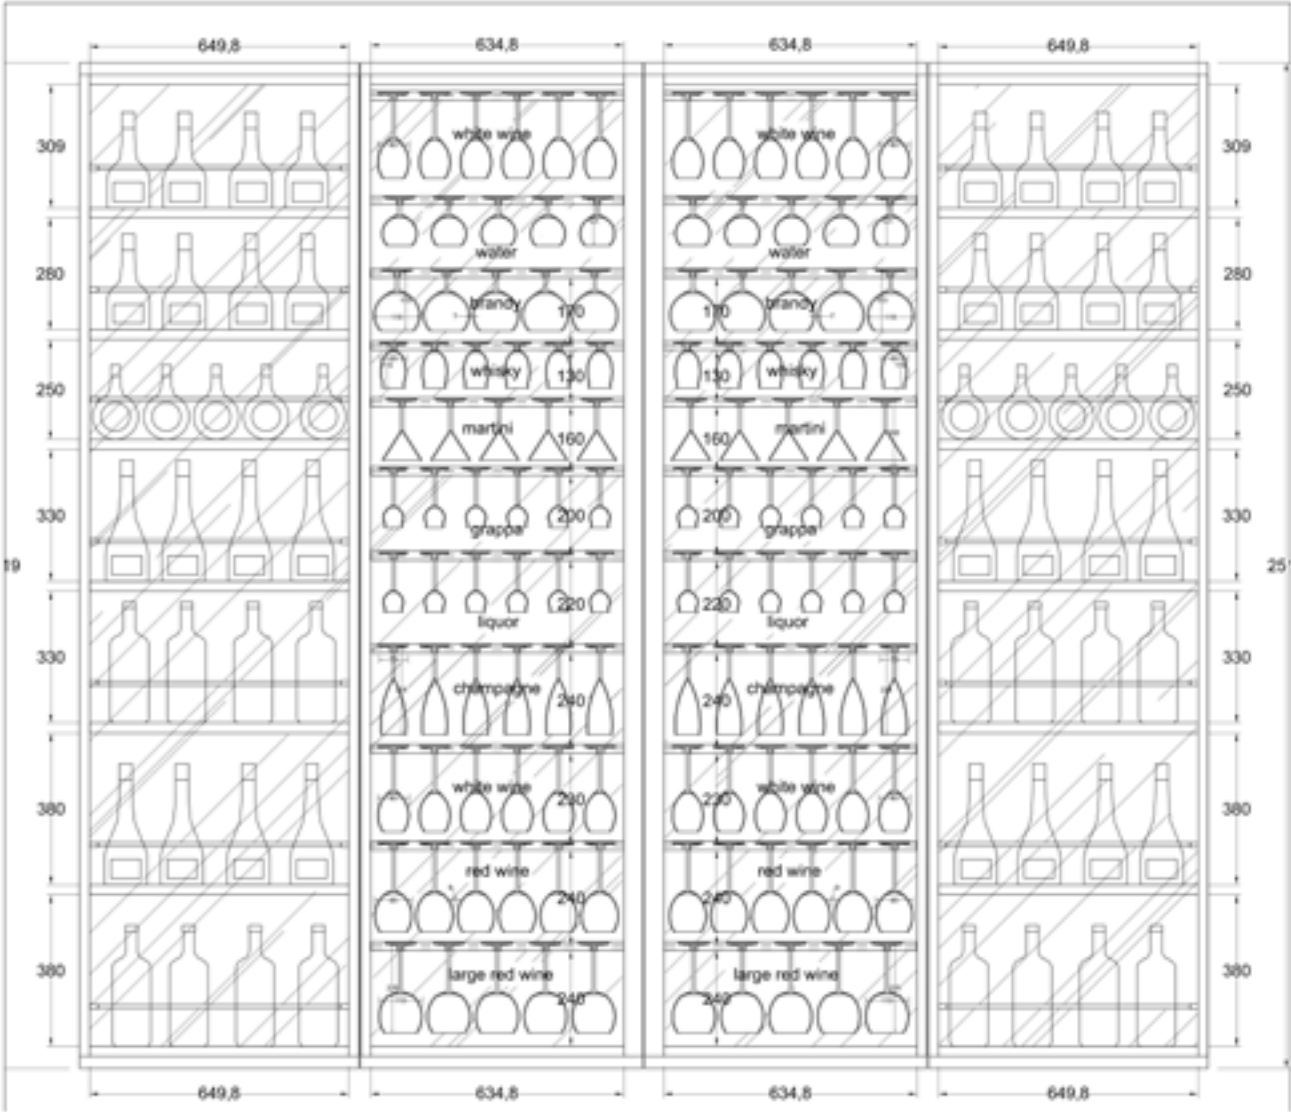 649,8 634,8 634,8 649,8
309 white wine white wine 309
water water
280 280
brandy brandy
170 170
whisky whisky
130 130
250 250
martini martini
160 160
330 200 200 330
grappa grappa
19 25
220 220
liquor liquor
330 330
champagne champagne
240 240
white wine white wine
230 230
380 380
red wine red wine
240 240
380 large red wine large red wine 380
240 240
649,8 634,8 634,8 649,8